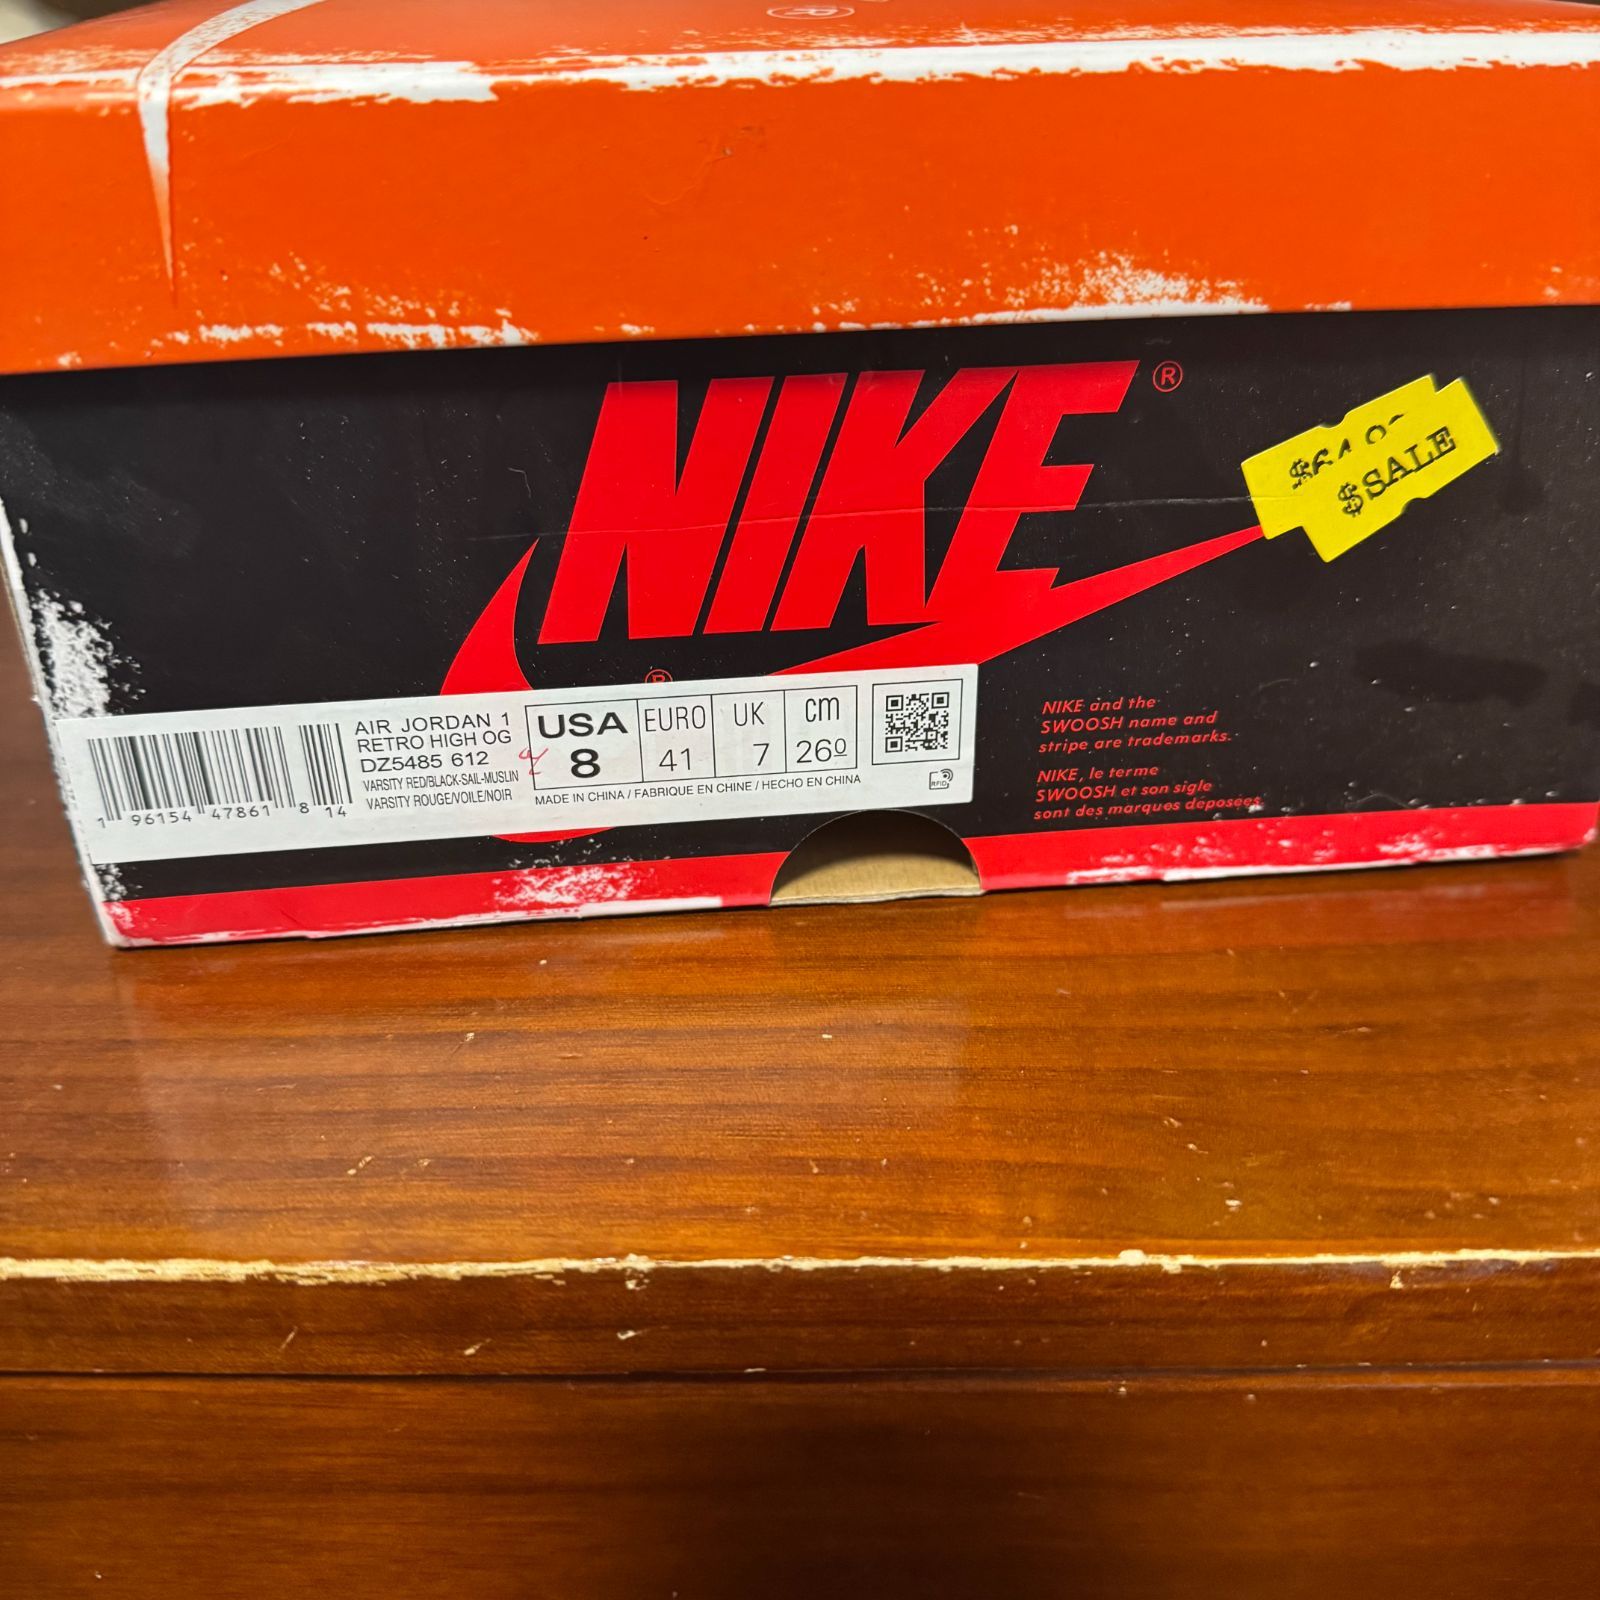 ®
NIKE®
$SALE
®
AIR JORDAN 1
RETRO HIGH OG
DZ5485 612
VARSITY RED/BLACK-SAIL-MUSLIN
VARSITY ROUGE/VOILE/NOIR
1 96154 47861 8 14
USA EURO UK cm
8 41 7 260
MADE IN CHINA / FABRIQUE EN CHINE / HECHO EN CHINA
RFID
NIKE and the
SWOOSH name and
stripe are trademarks.
NIKE, le terme
SWOOSH et son sigle
sont des marques déposées.